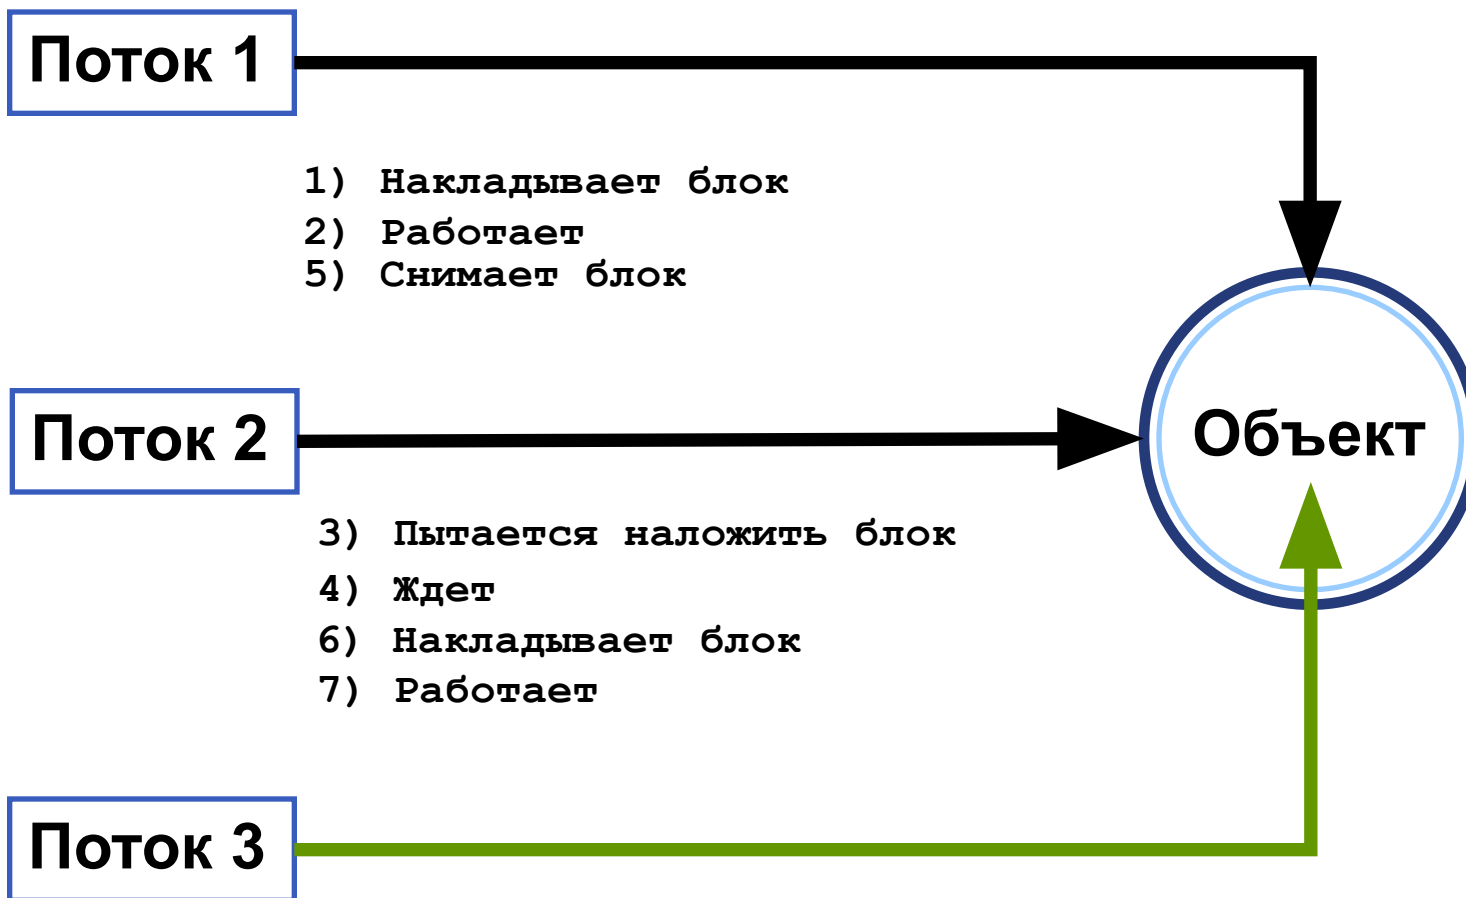 Поток 1
1) Накладывает блок
2) Работает
5) Снимает блок
Поток 2
Объект
3) Пытается наложить блок
4) Ждет
6) Накладывает блок
7) Работает
Поток 3